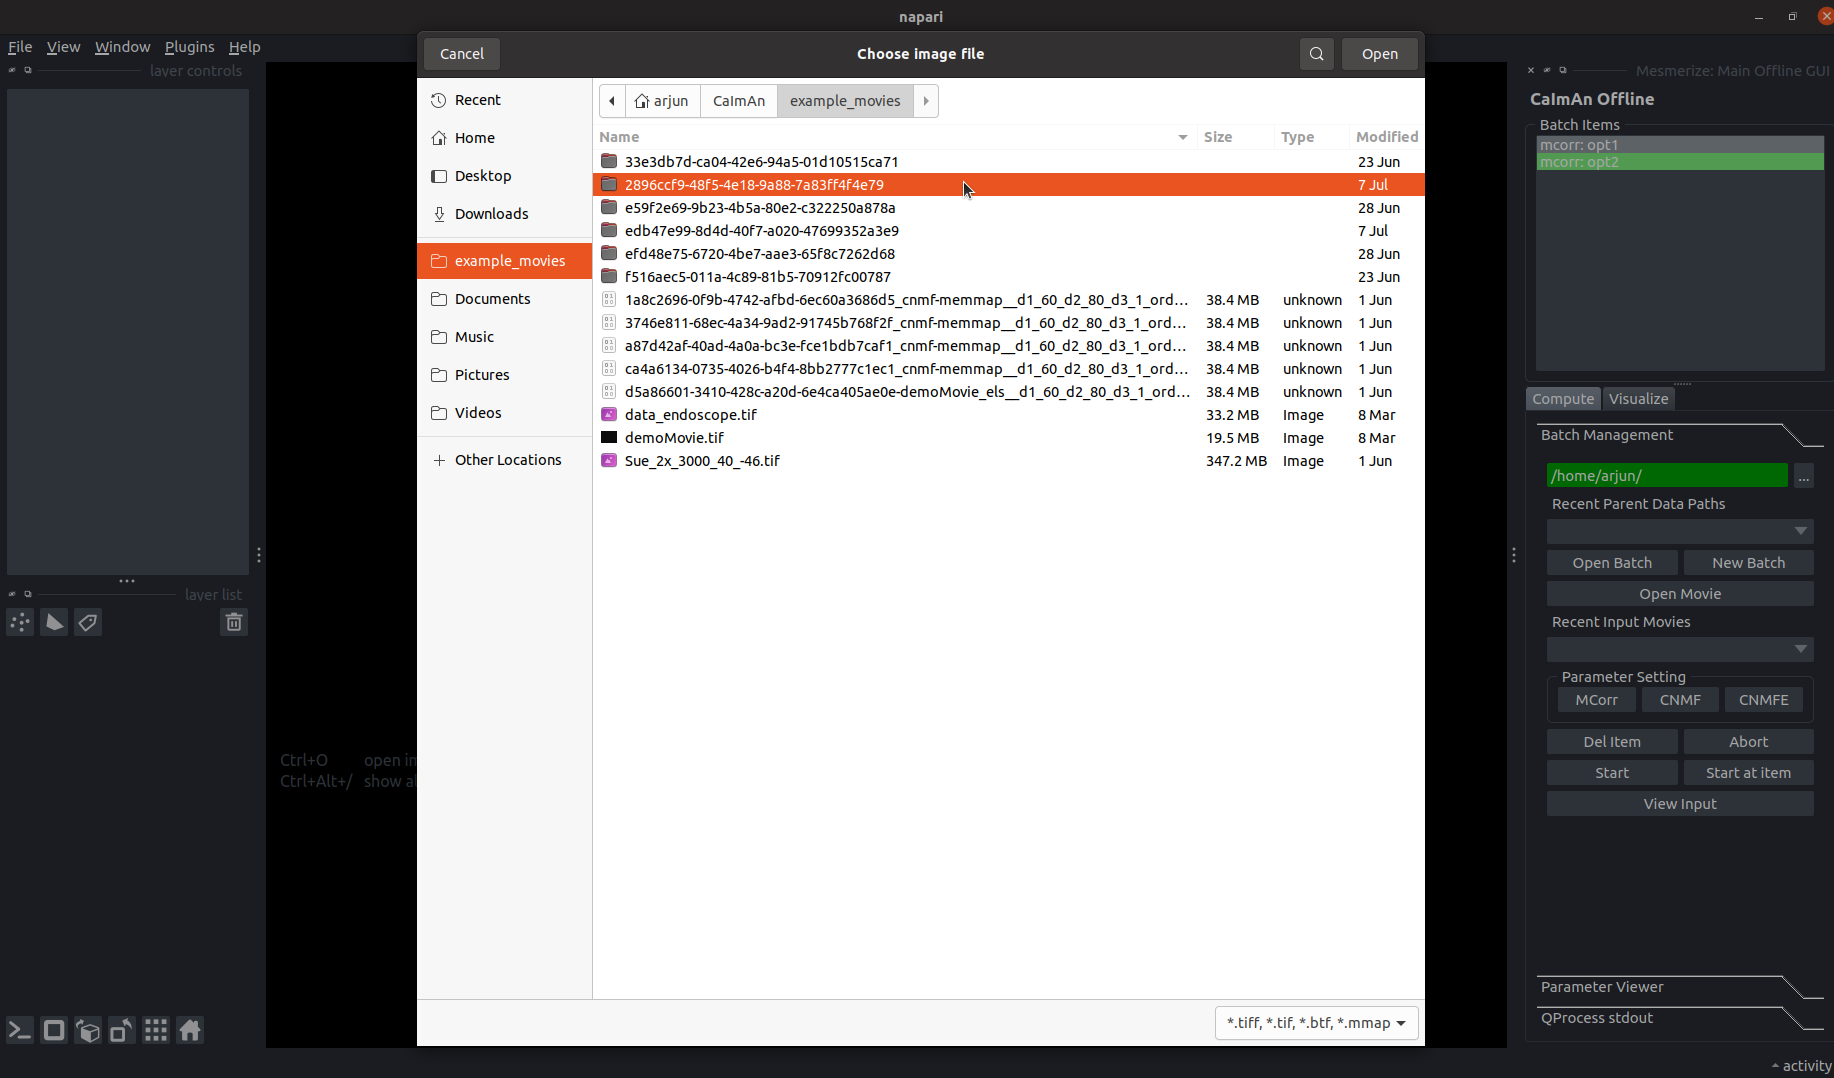 napari
File View Window Plugins Help
layer controls
Cancel
Choose image file
Open
Recent
Home
Desktop
Downloads
example_movies
Documents
Music
Pictures
Videos
Other Locations
arjun CaImAn example_movies
Name Size Type Modified
33e3db7d-ca04-42e6-94a5-01d10515ca71 23 Jun
2896ccf9-48f5-4e18-9a88-7a83ff4f4e79 7 Jul
e59f2e69-9b23-4b5a-80e2-c322250a878a 28 Jun
edb47e99-8d4d-40f7-a020-47699352a3e9 7 Jul
efd48e75-6720-4be7-aae3-65f8c7262d68 28 Jun
f516aec5-011a-4c89-81b5-70912fc00787 23 Jun
1a8c2696-0f9b-4742-afbd-6ec60a3686d5_cnmf-memmap__d1_60_d2_80_d3_1_ord... 38.4 MB unknown 1 Jun
3746e811-68ec-4a34-9ad2-91745b768f2f_cnmf-memmap__d1_60_d2_80_d3_1_ord... 38.4 MB unknown 1 Jun
a87d42af-40ad-4a0a-bc3e-fce1bdb7caf1_cnmf-memmap__d1_60_d2_80_d3_1_ord... 38.4 MB unknown 1 Jun
ca4a6134-0735-4026-b4f4-8bb2777c1ec1_cnmf-memmap__d1_60_d2_80_d3_1_ord... 38.4 MB unknown 1 Jun
d5a86601-3410-428c-a20d-6e4ca405ae0e-demoMovie_els__d1_60_d2_80_d3_1_ord... 38.4 MB unknown 1 Jun
data_endoscope.tif 33.2 MB Image 8 Mar
demoMovie.tif 19.5 MB Image 8 Mar
Sue_2x_3000_40_-46.tif 347.2 MB Image 1 Jun
*.tiff, *.tif, *.btf, *.mmap
layer list
Ctrl+O open in
Ctrl+Alt+/ show al
Mesmerize: Main Offline GUI
CaImAn Offline
Batch Items
mcorr: opt1
mcorr: opt2
Compute Visualize
Batch Management
/home/arjun/ ...
Recent Parent Data Paths
Open Batch New Batch
Open Movie
Recent Input Movies
Parameter Setting
MCorr CNMF CNMFE
Del Item Abort
Start Start at item
View Input
Parameter Viewer
QProcess stdout
activity